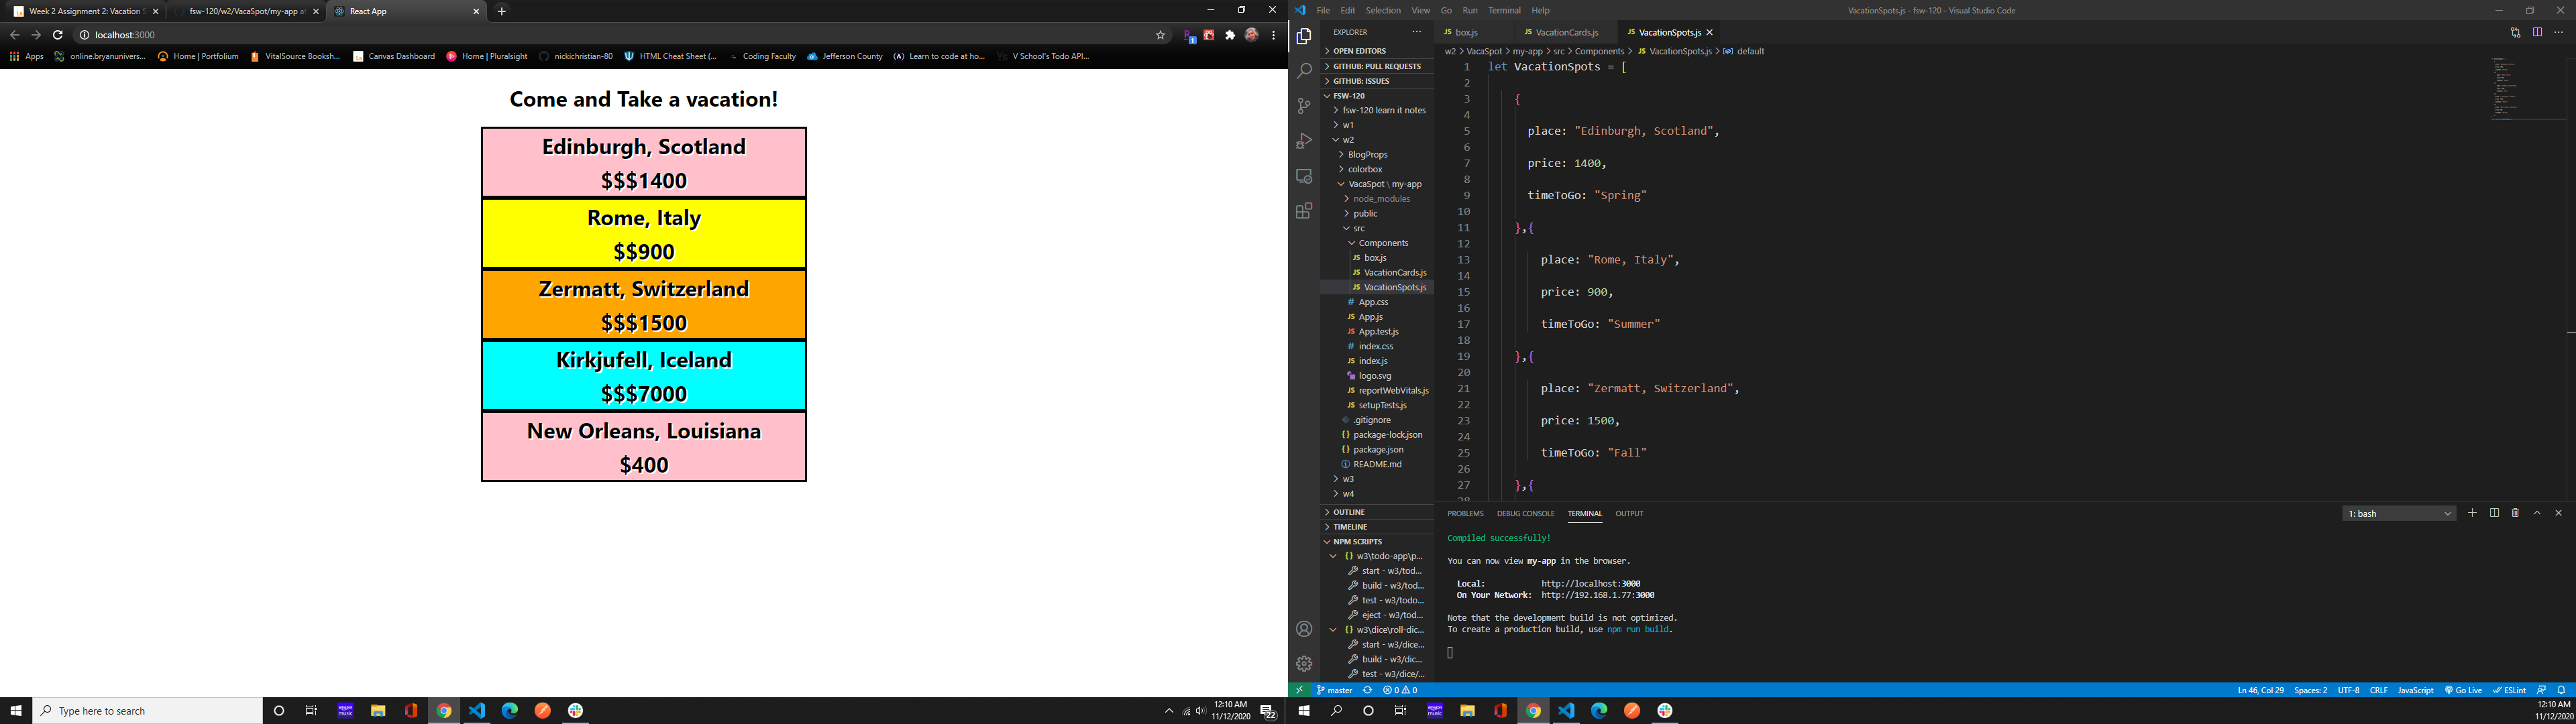 Week 2 Assignment 2: Vacation S
fsw-120/w2/VacaSpot/my-app a
React App
localhost:3000
Apps
online.bryanunivers...
Home | Portfolium
VitalSource Booksh...
Canvas Dashboard
Home | Pluralsight
nickichristian-80
HTML Cheat Sheet (...
Coding Faculty
Jefferson County
Learn to code at ho...
V School's Todo API...
Come and Take a vacation!
Edinburgh, Scotland
$$$1400
Rome, Italy
$$900
Zermatt, Switzerland
$$$1500
Kirkjufell, Iceland
$$$7000
New Orleans, Louisiana
$400
Type here to search
12:10 AM
11/12/2020
22
File Edit Selection View Go Run Terminal Help
VacationSpots.js - fsw-120 - Visual Studio Code
EXPLORER
OPEN EDITORS
GITHUB: PULL REQUESTS
GITHUB: ISSUES
FSW-120
fsw-120 learn it notes
w1
w2
BlogProps
colorbox
VacaSpot \ my-app
node_modules
public
src
Components
JS box.js
JS VacationCards.js
JS VacationSpots.js
# App.css
JS App.js
JS App.test.js
# index.css
JS index.js
logo.svg
JS reportWebVitals.js
JS setupTests.js
.gitignore
{} package-lock.json
{} package.json
README.md
w3
w4
OUTLINE
TIMELINE
NPM SCRIPTS
{} w3\todo-app\p...
start - w3/tod...
build - w3/tod...
test - w3/todo...
eject - w3/tod...
{} w3\dice\roll-dic...
start - w3/dice...
build - w3/dic...
test - w3/dice/...
JS box.js
JS VacationCards.js
JS VacationSpots.js
w2 > VacaSpot > my-app > src > Components > JS VacationSpots.js > default
1 let VacationSpots = [
2
3 {
4
5 place: "Edinburgh, Scotland",
6
7 price: 1400,
8
9 timeToGo: "Spring"
10
11 },{
12
13 place: "Rome, Italy",
14
15 price: 900,
16
17 timeToGo: "Summer"
18
19 },{
20
21 place: "Zermatt, Switzerland",
22
23 price: 1500,
24
25 timeToGo: "Fall"
26
27 },{
28
PROBLEMS DEBUG CONSOLE TERMINAL OUTPUT
1: bash
Compiled successfully!
You can now view my-app in the browser.
Local: http://localhost:3000
On Your Network: http://192.168.1.77:3000
Note that the development build is not optimized.
To create a production build, use npm run build.
master
0 0
Ln 46, Col 29
Spaces: 2
UTF-8
CRLF
JavaScript
Go Live
ESLint
12:10 AM
11/12/2020